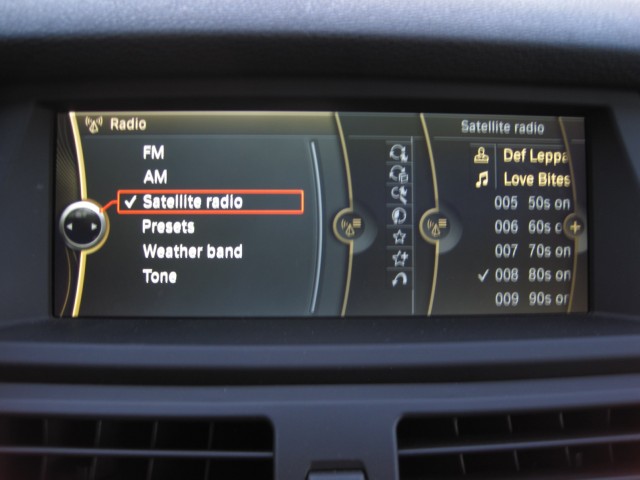 Radio
FM
AM
Satellite radio
Presets
Weather band
Tone
Satellite radio
Def Leppa
Love Bites
005 50s on
006 60s o
007 70s on
008 80s on
009 90s or